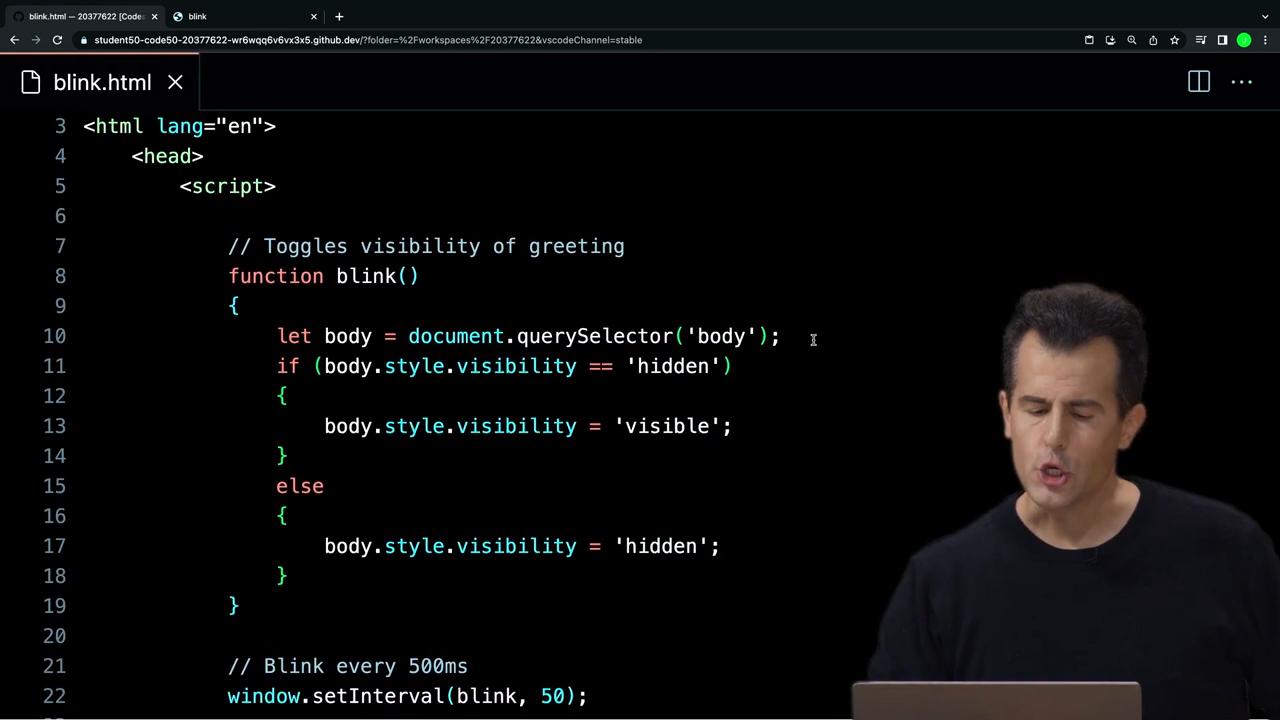 blink.html — 20377622 [Codes
blink
student50-code50-20377622-wr6wqq6v6vx3x5.github.dev/?folder=%2Fworkspaces%2F20377622&vscodeChannel=stable
J
blink.html
3 <html lang="en">
4 <head>
5 <script>
6
7 // Toggles visibility of greeting
8 function blink()
9 {
10 let body = document.querySelector('body');
11 if (body.style.visibility == 'hidden')
12 {
13 body.style.visibility = 'visible';
14 }
15 else
16 {
17 body.style.visibility = 'hidden';
18 }
19 }
20
21 // Blink every 500ms
22 window.setInterval(blink, 50);